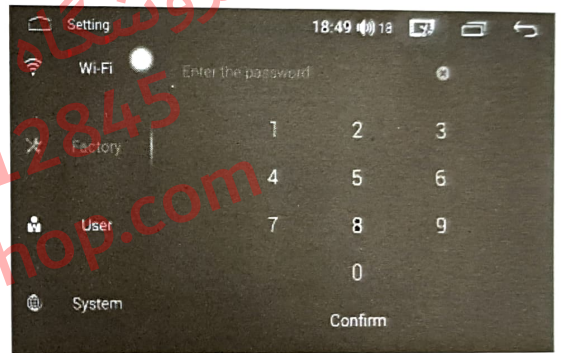 Setting 18:49 18
فروشگاه
Wi-Fi Enter the password
12845
1 2 3
Factory
4 5 6
User 7 8 9
hop.com
0
System
Confirm